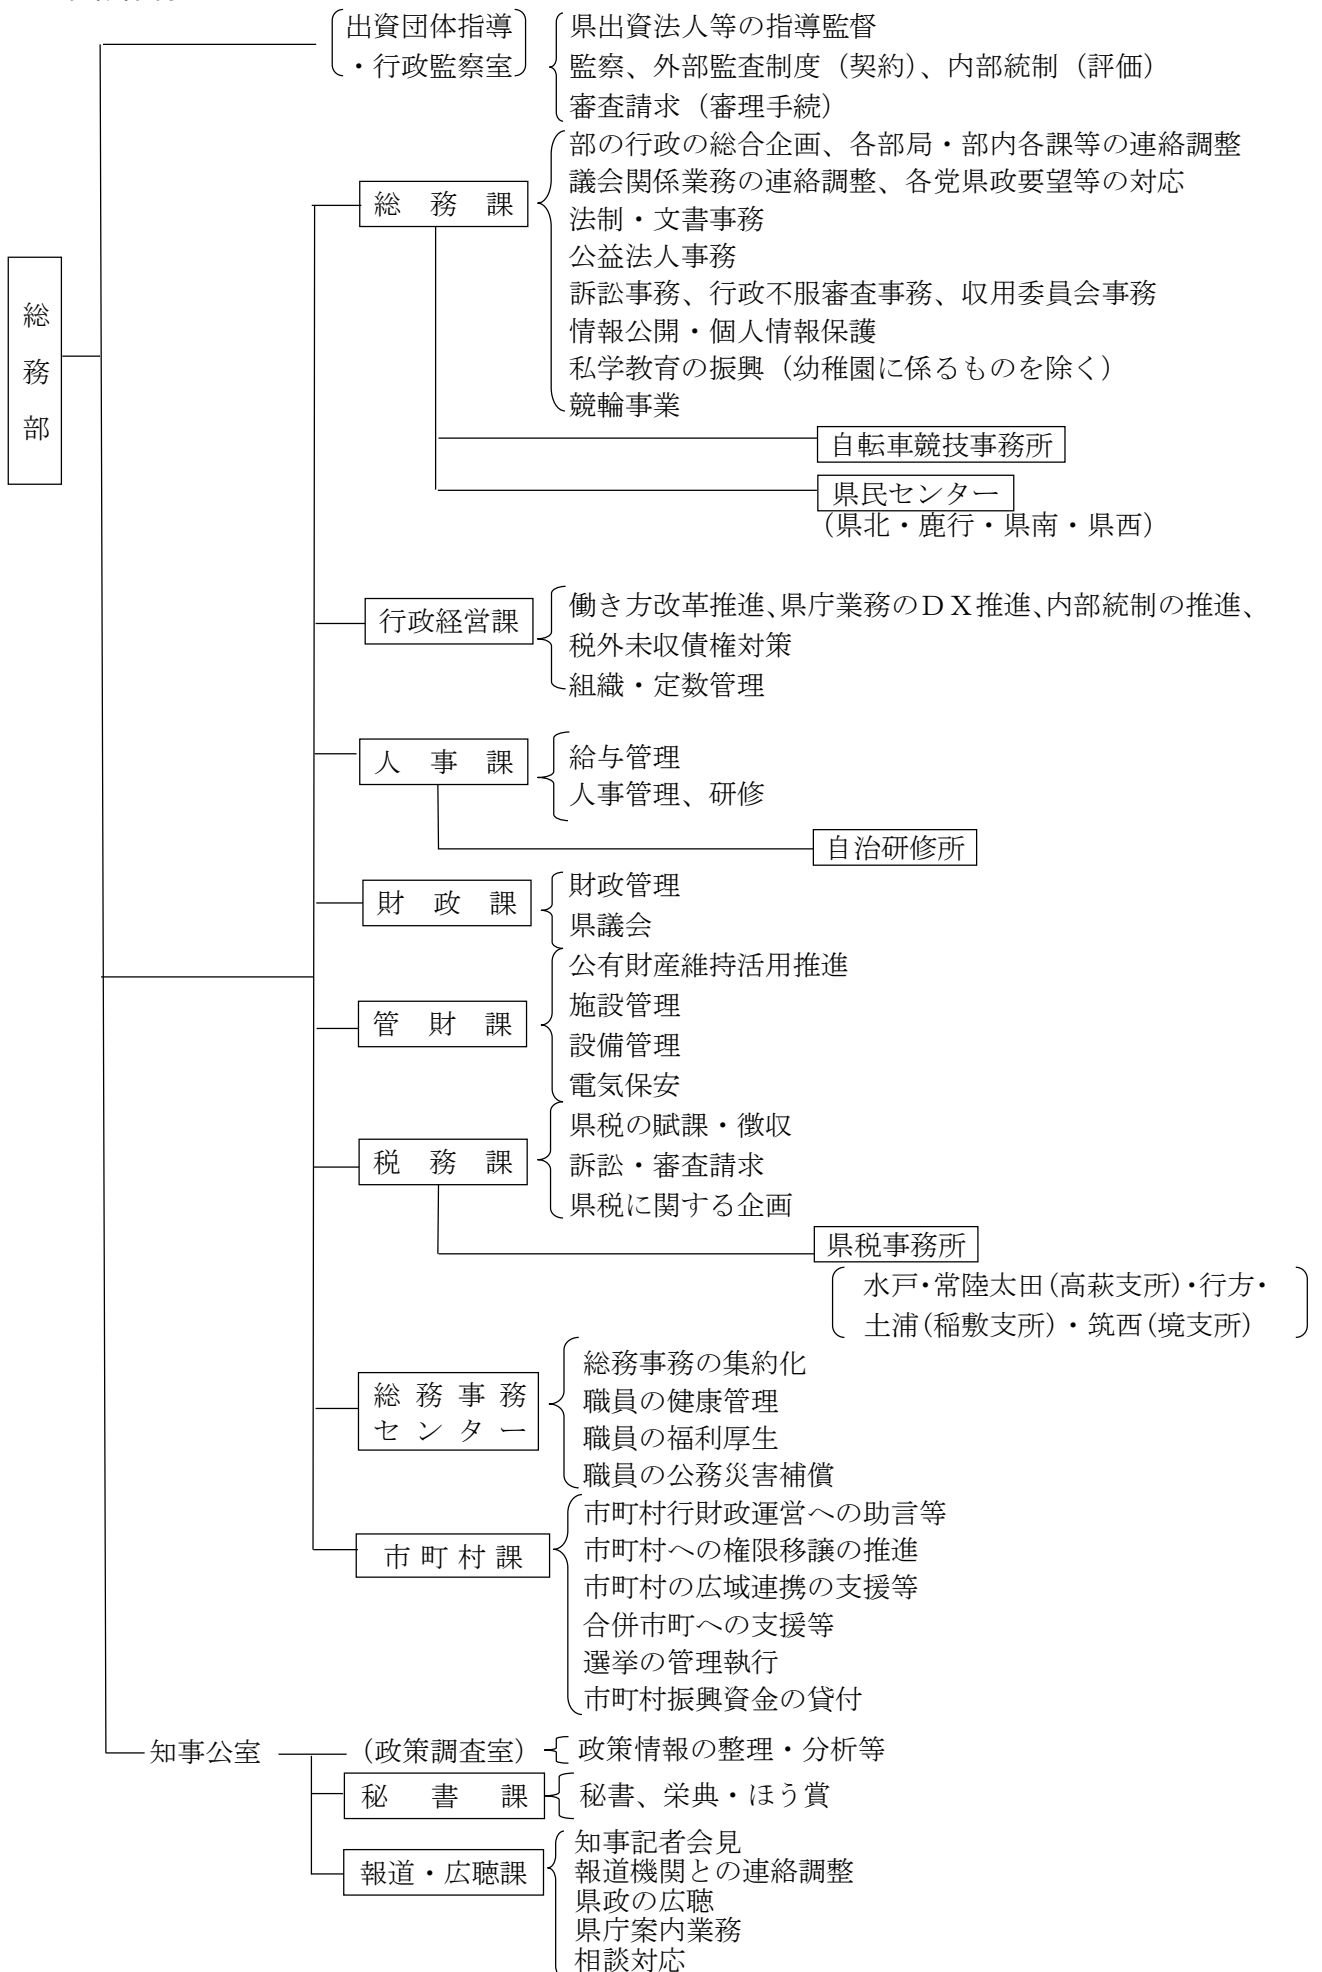 総務部
出資団体指導
・行政監察室
県出資法人等の指導監督
監察、外部監査制度（契約）、内部統制（評価）
審査請求（審理手続）
総務課
部の行政の総合企画、各部局・部内各課等の連絡調整
議会関係業務の連絡調整、各党県政要望等の対応
法制・文書事務
公益法人事務
訴訟事務、行政不服審査事務、収用委員会事務
情報公開・個人情報保護
私学教育の振興（幼稚園に係るものを除く）
競輪事業
自転車競技事務所
県民センター
（県北・鹿行・県南・県西）
行政経営課
働き方改革推進、県庁業務のＤＸ推進、内部統制の推進、
税外未収債権対策
組織・定数管理
人事課
給与管理
人事管理、研修
自治研修所
財政課
財政管理
県議会
管財課
公有財産維持活用推進
施設管理
設備管理
電気保安
税務課
県税の賦課・徴収
訴訟・審査請求
県税に関する企画
県税事務所
水戸・常陸太田（高萩支所）・行方・
土浦（稲敷支所）・筑西（境支所）
総務事務
センター
総務事務の集約化
職員の健康管理
職員の福利厚生
職員の公務災害補償
市町村課
市町村行財政運営への助言等
市町村への権限移譲の推進
市町村の広域連携の支援等
合併市町への支援等
選挙の管理執行
市町村振興資金の貸付
知事公室
（政策調査室）
政策情報の整理・分析等
秘書課
秘書、栄典・ほう賞
報道・広聴課
知事記者会見
報道機関との連絡調整
県政の広聴
県庁案内業務
相談対応